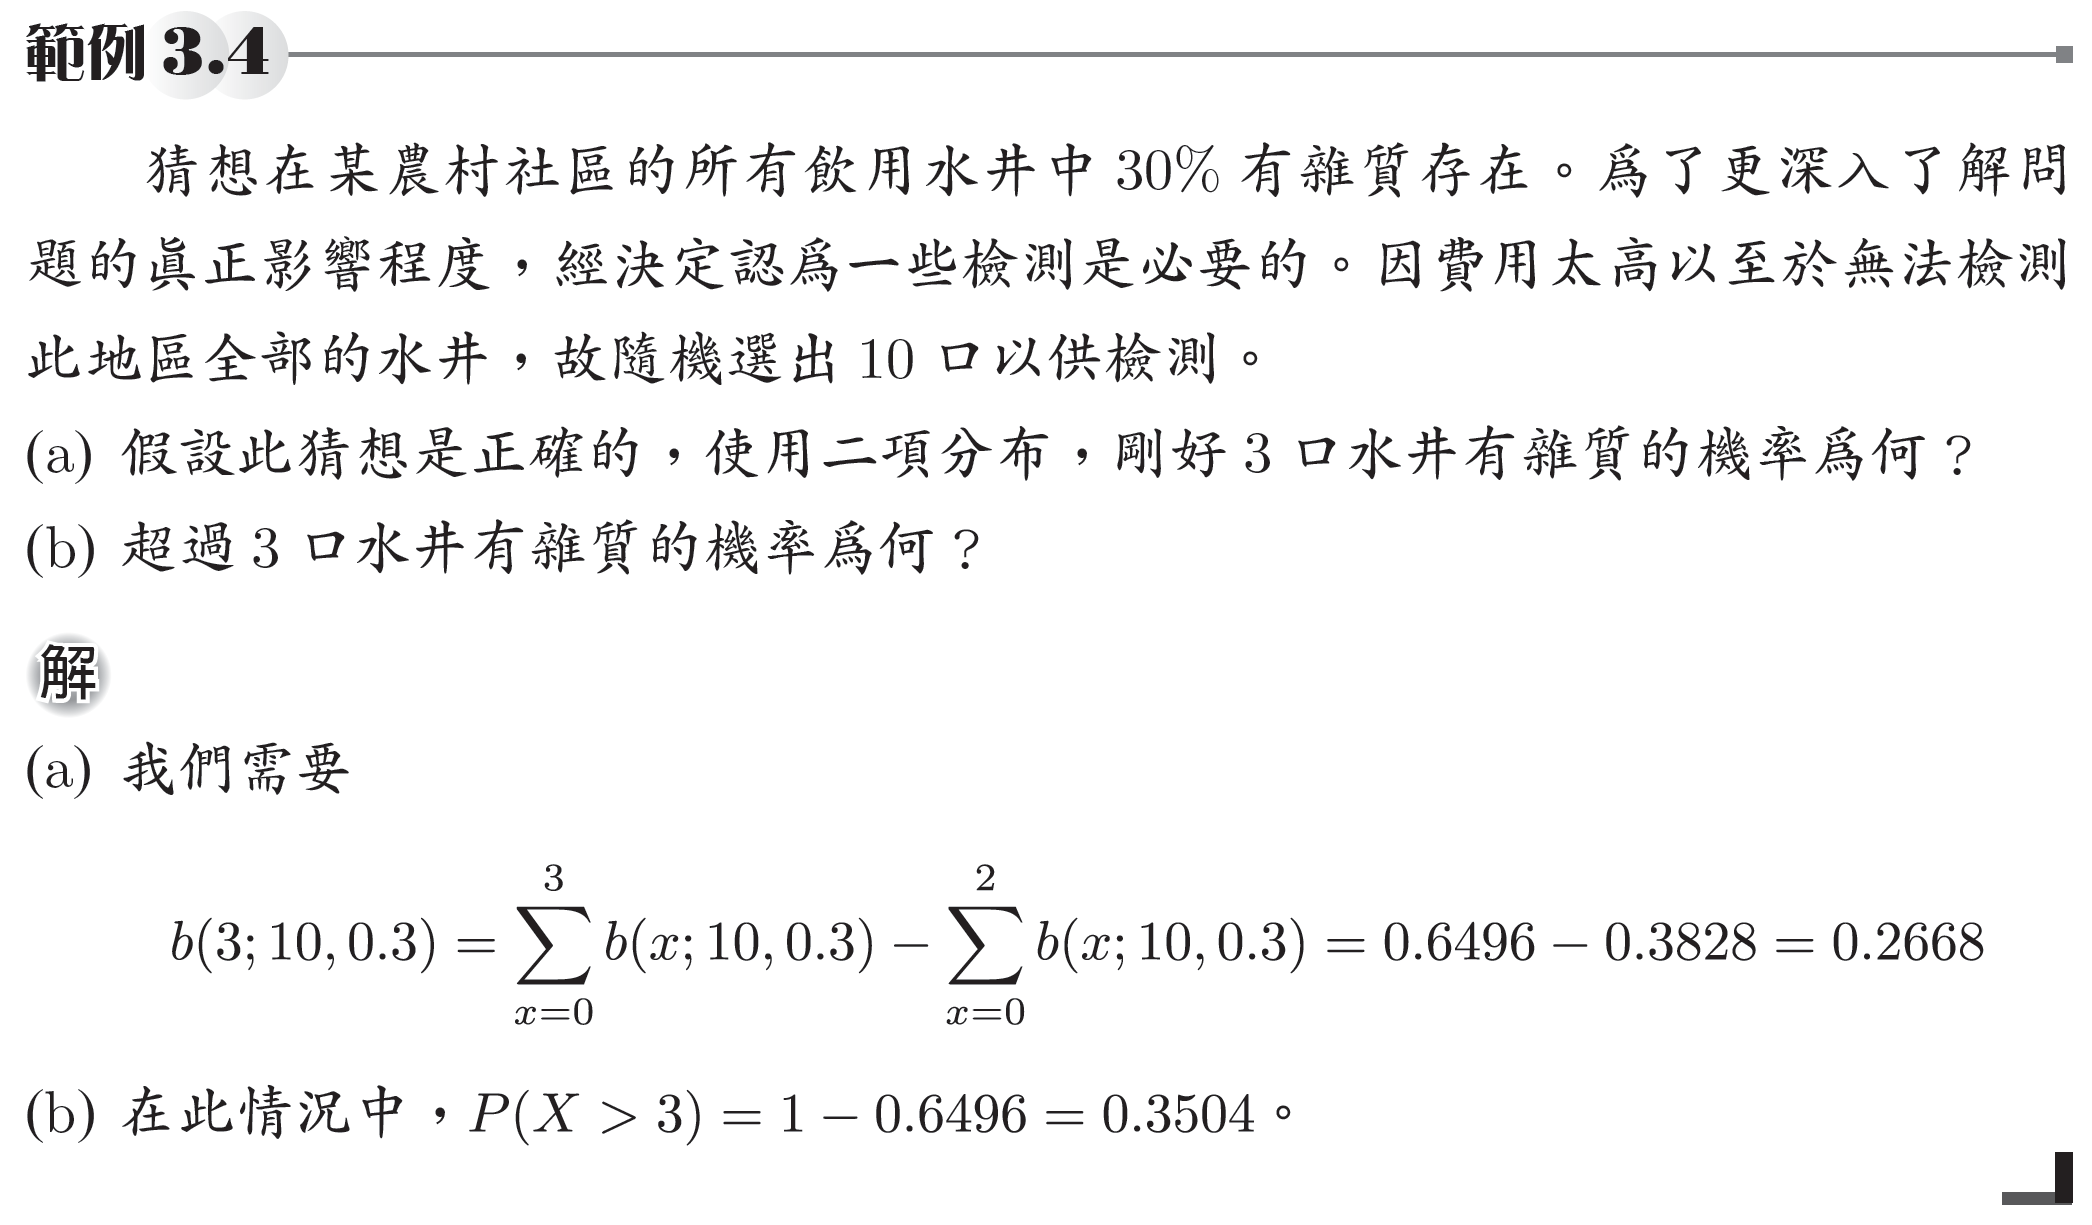 範例 3.4
猜想在某農村社區的所有飲用水井中 30% 有雜質存在。爲了更深入了解問
題的眞正影響程度，經決定認爲一些檢測是必要的。因費用太高以至於無法檢測
此地區全部的水井，故隨機選出 10 口以供檢測。
(a) 假設此猜想是正確的，使用二項分布，剛好 3 口水井有雜質的機率爲何？
(b) 超過 3 口水井有雜質的機率爲何？
解
(a) 我們需要
b(3; 10, 0.3) = \sum_{x=0}^{3} b(x; 10, 0.3) − \sum_{x=0}^{2} b(x; 10, 0.3) = 0.6496 − 0.3828 = 0.2668
(b) 在此情況中，P(X > 3) = 1 − 0.6496 = 0.3504。